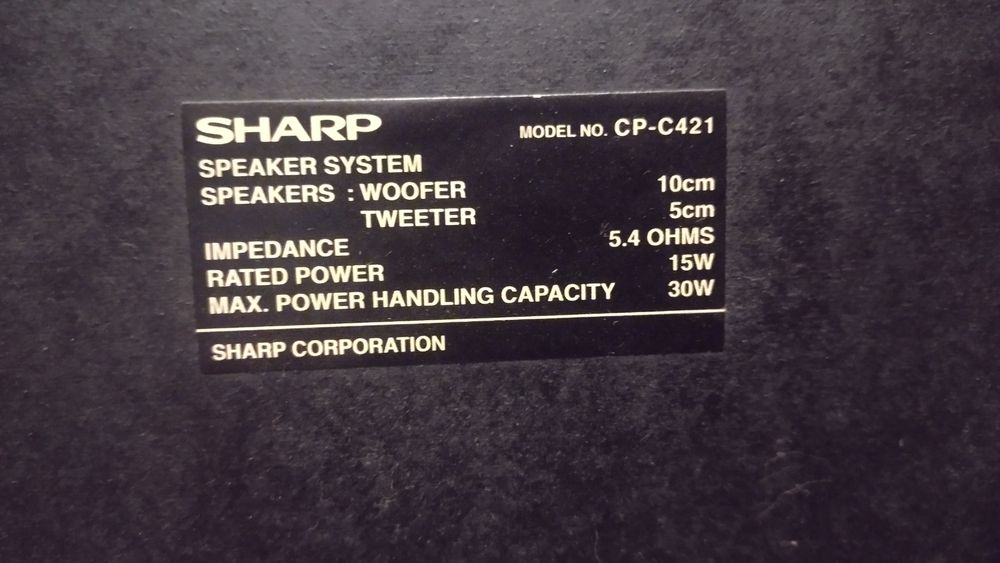 SHARP MODEL NO. CP-C421
SPEAKER SYSTEM
SPEAKERS : WOOFER 10cm
TWEETER 5cm
IMPEDANCE 5.4 OHMS
RATED POWER 15W
MAX. POWER HANDLING CAPACITY 30W
SHARP CORPORATION